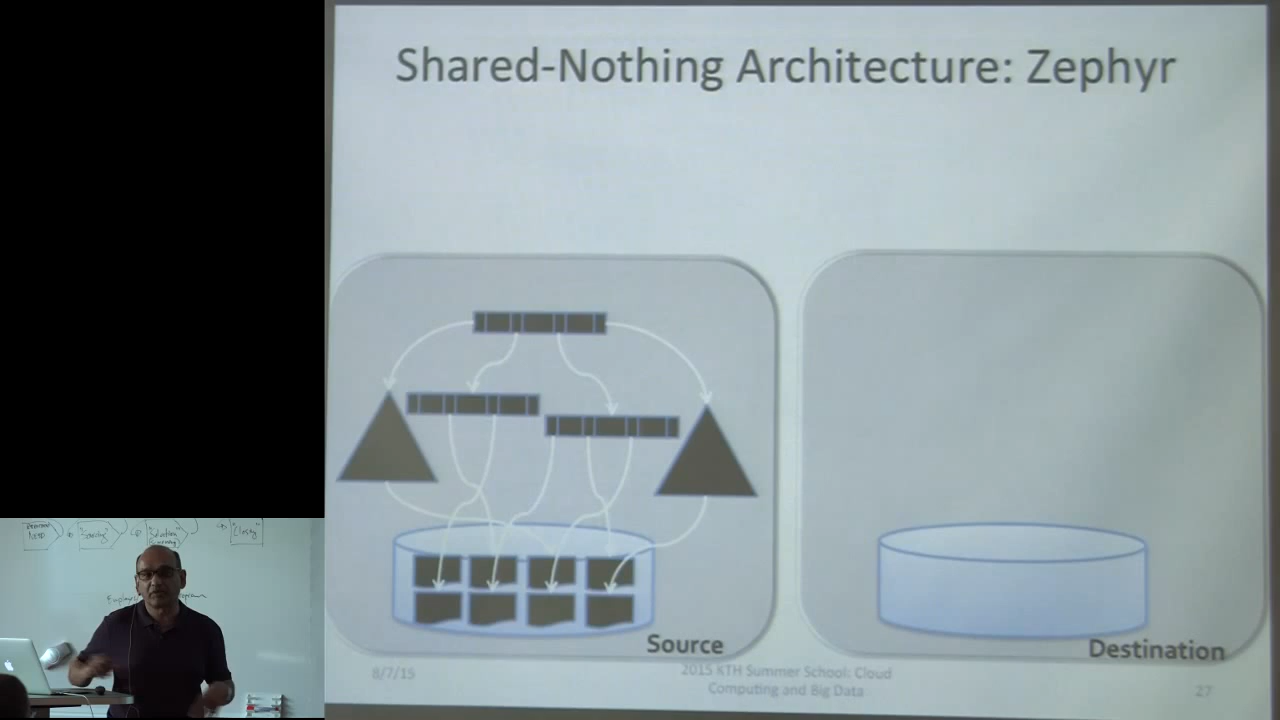 Shared-Nothing Architecture: Zephyr
Source
Destination
8/7/15
2015 KTH Summer School: Cloud
Computing and Big Data
27
"Closing"